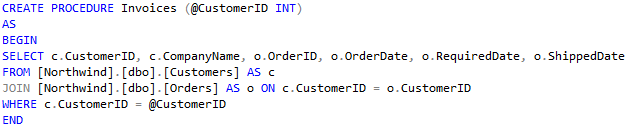 CREATE PROCEDURE Invoices (@CustomerID INT)
AS
BEGIN
SELECT c.CustomerID, c.CompanyName, o.OrderID, o.OrderDate, o.RequiredDate, o.ShippedDate
FROM [Northwind].[dbo].[Customers] AS c
JOIN [Northwind].[dbo].[Orders] AS o ON c.CustomerID = o.CustomerID
WHERE c.CustomerID = @CustomerID
END